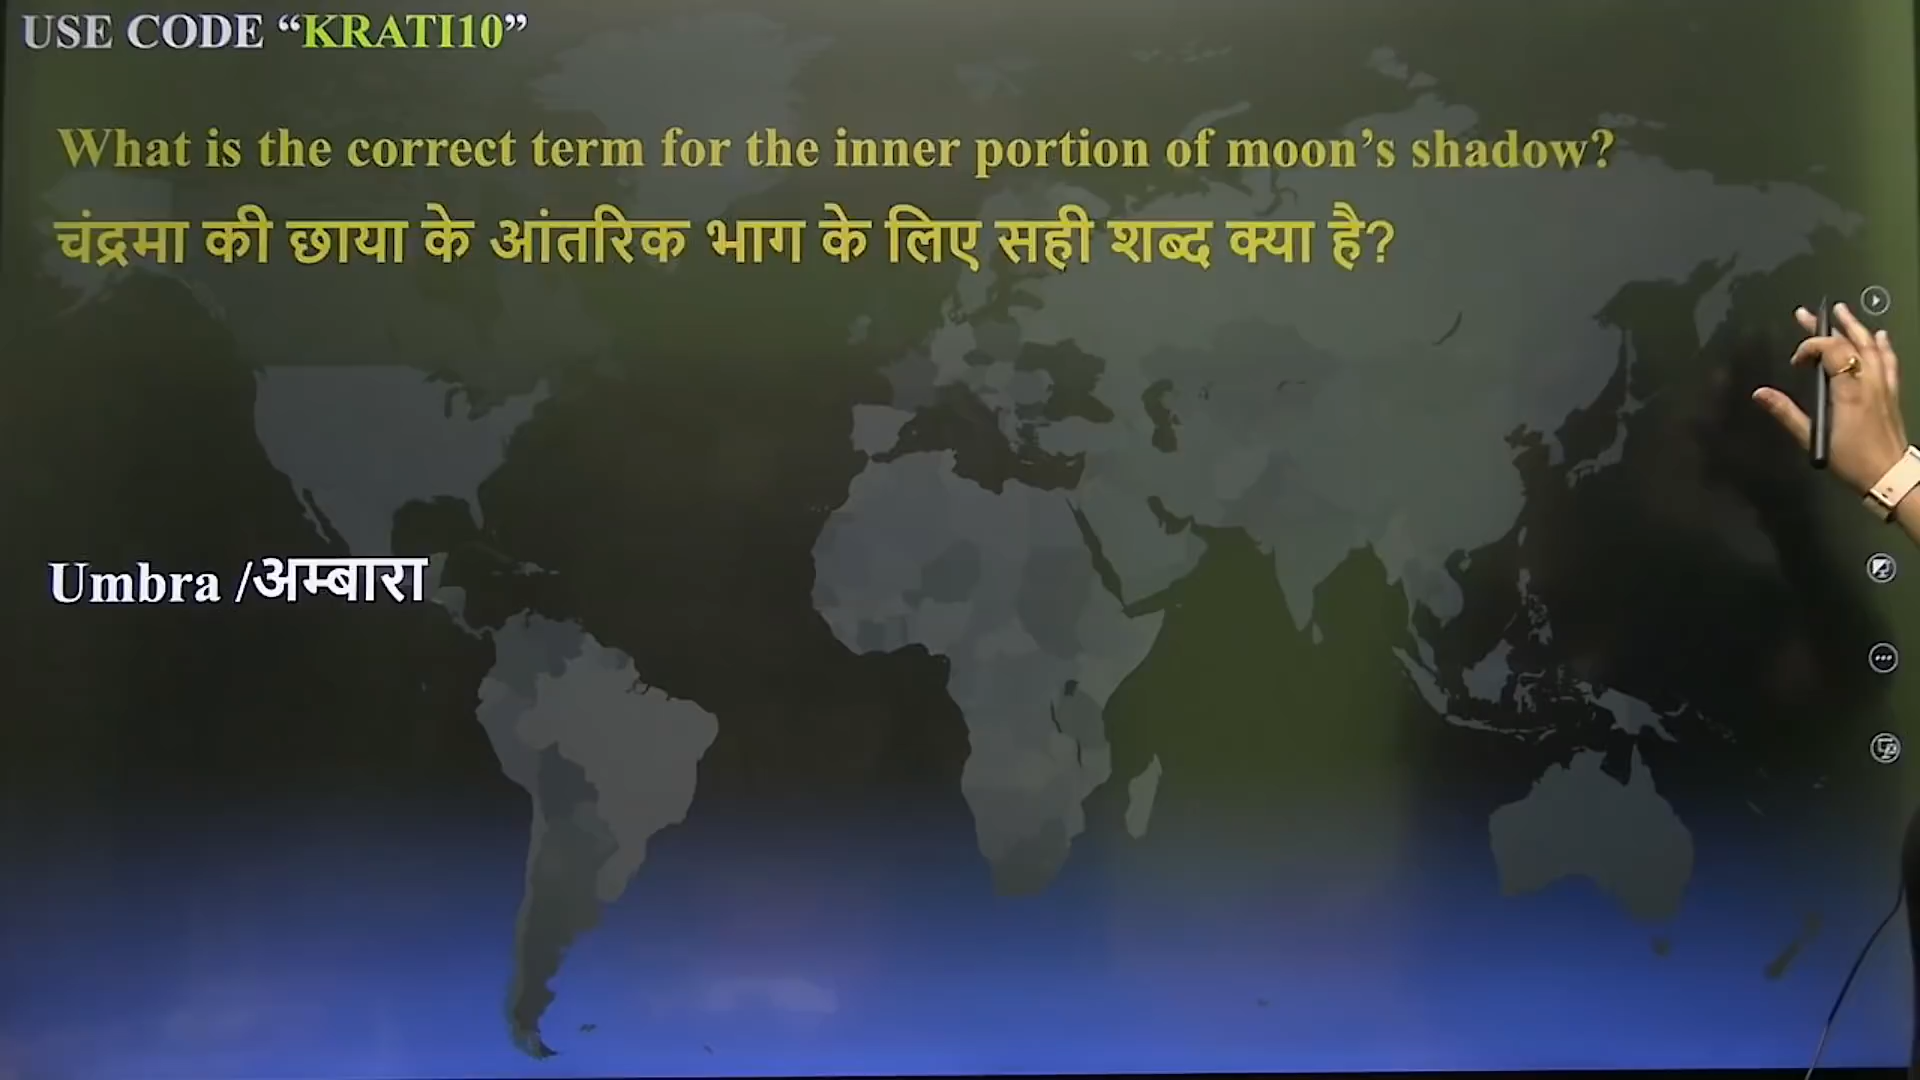 USE CODE “KRATI10”
What is the correct term for the inner portion of moon’s shadow?
चंद्रमा की छाया के आंतरिक भाग के लिए सही शब्द क्या है?
Umbra /अम्बारा